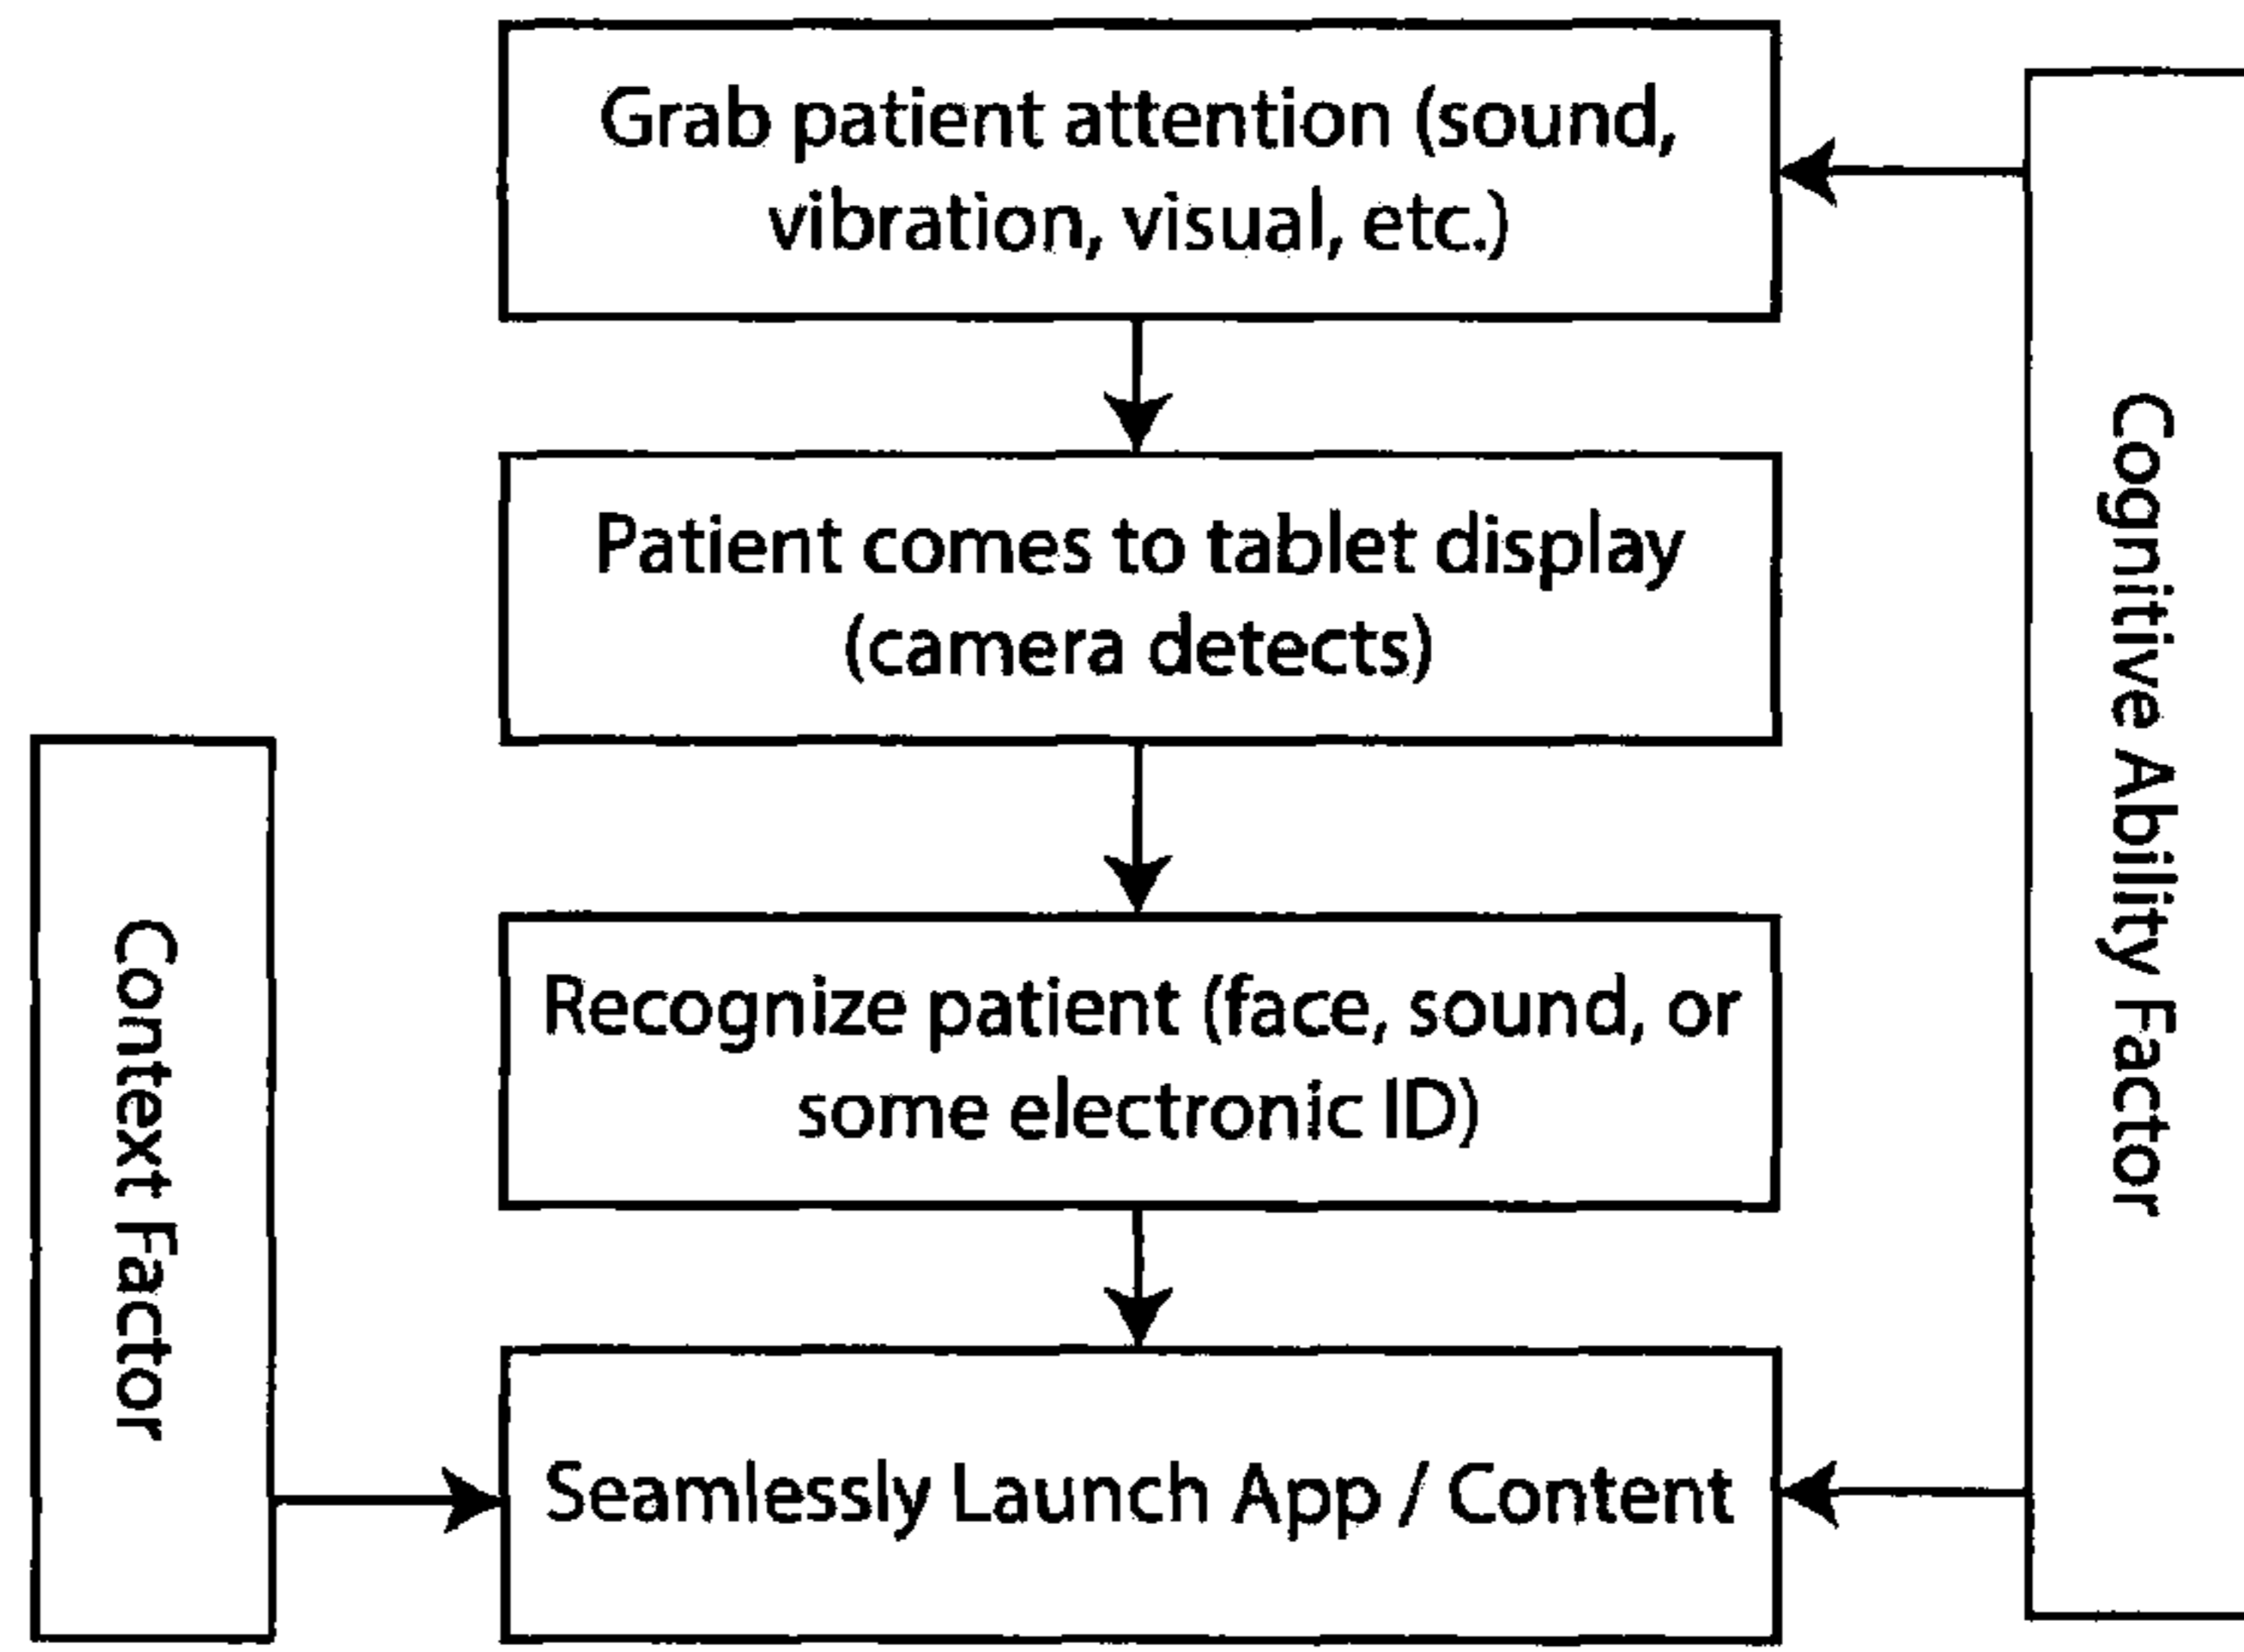 Grab patient attention (sound,
vibration, visual, etc.)
Patient comes to tablet display
(camera detects)
Recognize patient (face, sound, or
some electronic ID)
Seamlessly Launch App / Content
Context Factor
Cognitive Ability Factor